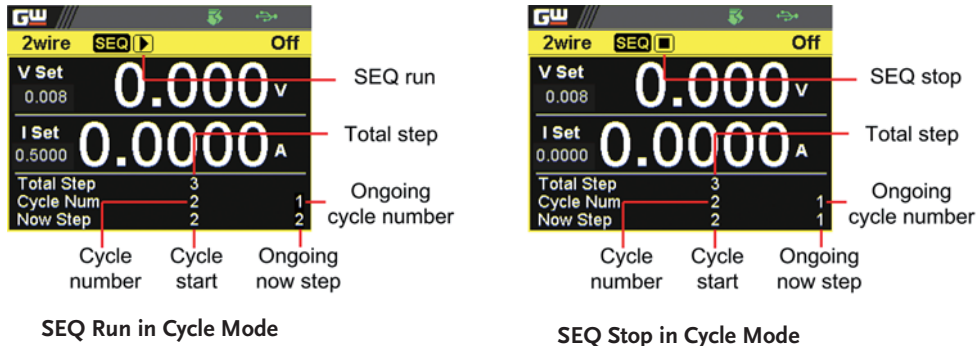 GW
2wire SEQ Off
V Set
0.008
0.000 V
I Set
0.5000
0.0000 A
Total Step 3
Cycle Num 2 1
Now Step 2 2
SEQ run
Total step
Ongoing
cycle number
Cycle
number
Cycle
start
Ongoing
now step
SEQ Run in Cycle Mode
GW
2wire SEQ Off
V Set
0.008
0.000 V
I Set
0.0000
0.0000 A
Total Step 3
Cycle Num 2 1
Now Step 2 1
SEQ stop
Total step
Ongoing
cycle number
Cycle
number
Cycle
start
Ongoing
now step
SEQ Stop in Cycle Mode